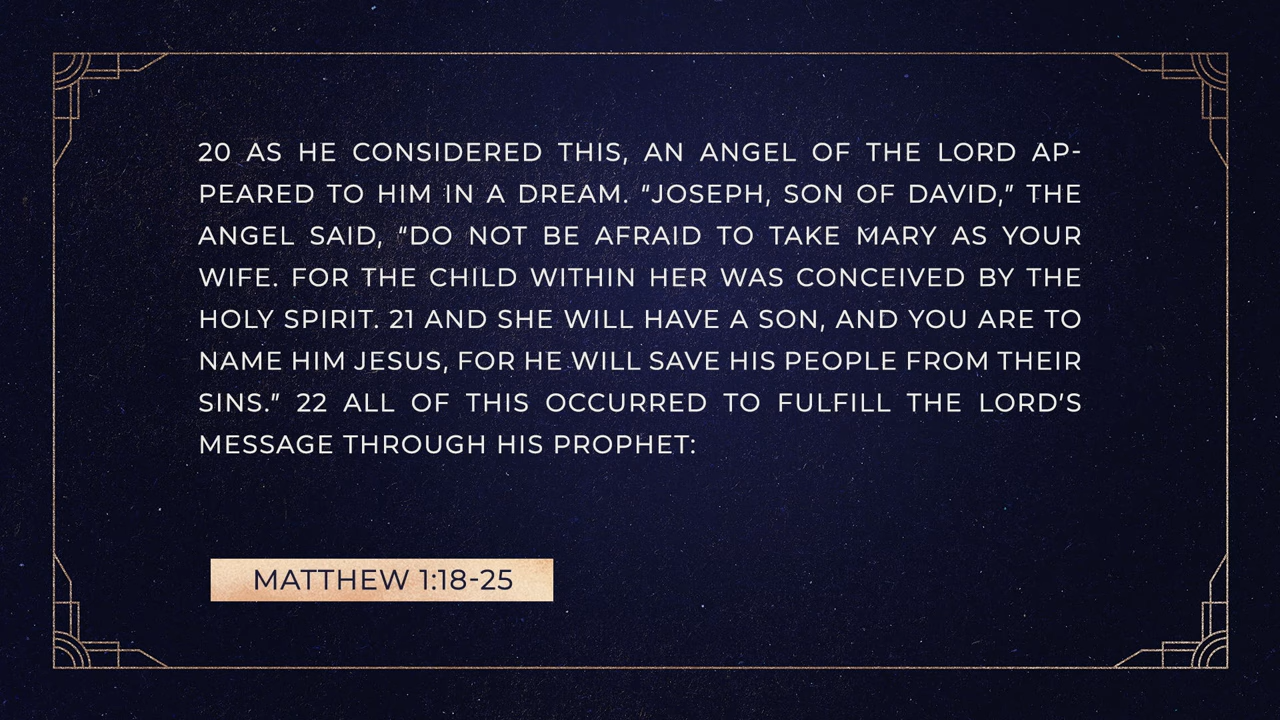 20 AS HE CONSIDERED THIS, AN ANGEL OF THE LORD AP-
PEARED TO HIM IN A DREAM. “JOSEPH, SON OF DAVID,” THE
ANGEL SAID, “DO NOT BE AFRAID TO TAKE MARY AS YOUR
WIFE. FOR THE CHILD WITHIN HER WAS CONCEIVED BY THE
HOLY SPIRIT. 21 AND SHE WILL HAVE A SON, AND YOU ARE TO
NAME HIM JESUS, FOR HE WILL SAVE HIS PEOPLE FROM THEIR
SINS.” 22 ALL OF THIS OCCURRED TO FULFILL THE LORD’S
MESSAGE THROUGH HIS PROPHET:
MATTHEW 1:18-25